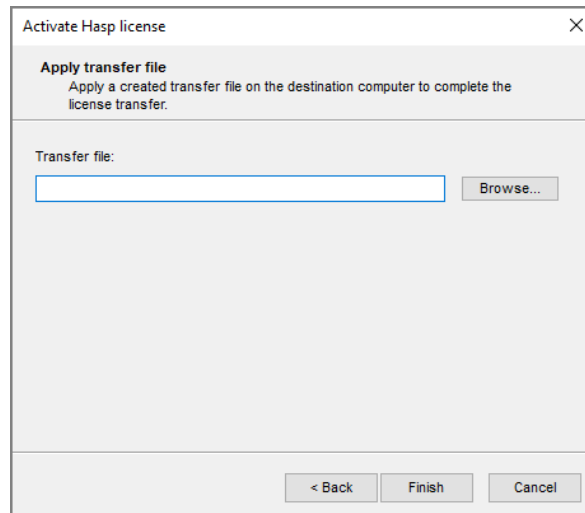 Activate Hasp license
Apply transfer file
Apply a created transfer file on the destination computer to complete the
license transfer.
Transfer file:
Browse...
< Back
Finish
Cancel